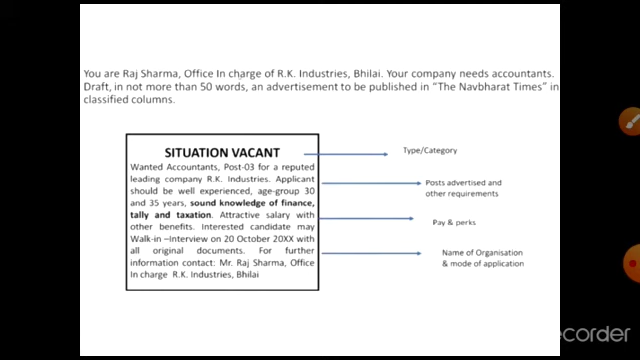 You are Raj Sharma, Office In charge of R.K. Industries, Bhilai. Your company needs accountants.
Draft, in not more than 50 words, an advertisement to be published in “The Navbharat Times” in
classified columns.
SITUATION VACANT
Wanted Accountants, Post-03 for a reputed
leading company R.K. Industries. Applicant
should be well experienced, age-group 30
and 35 years, sound knowledge of finance,
tally and taxation. Attractive salary with
other benefits. Interested candidate may
Walk-in –Interview on 20 October 20XX with
all original documents. For further
information contact: Mr. Raj Sharma, Office
In charge R.K. Industries, Bhilai
Type/Category
Posts advertised and
other requirements
Pay & perks
Name of Organisation
& mode of application
ecorder